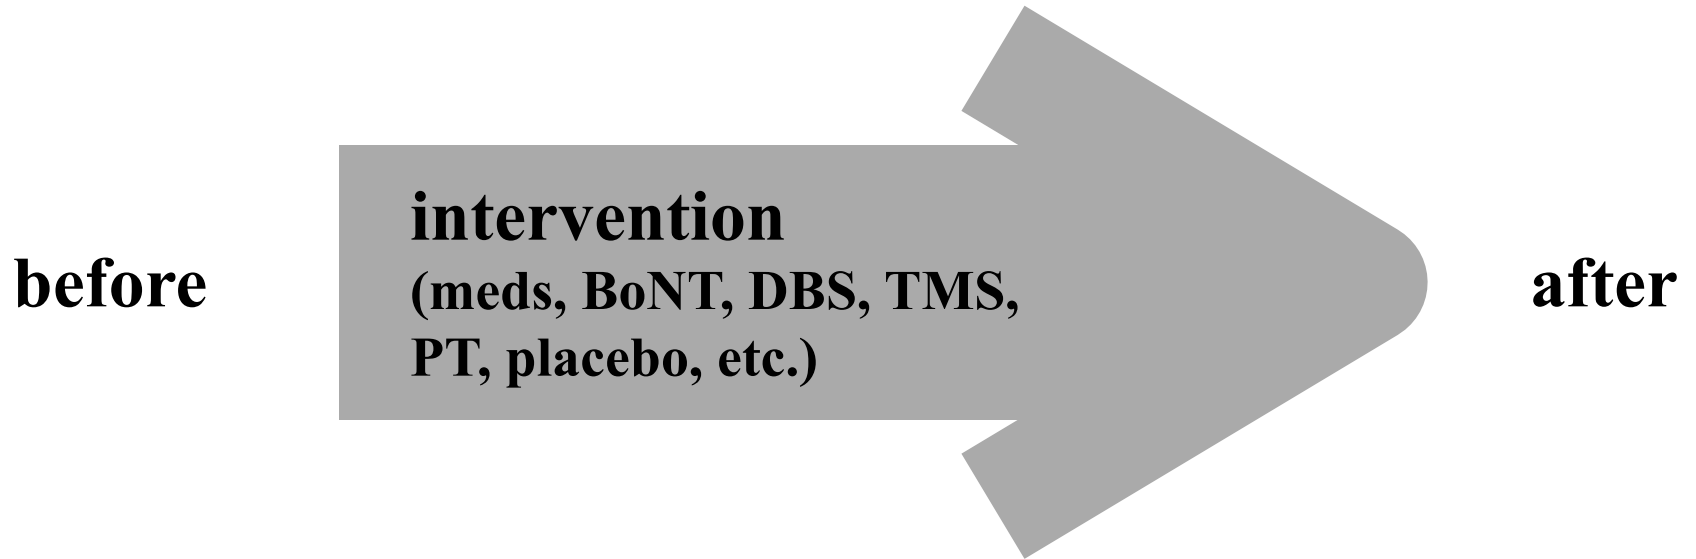 before
intervention
(meds, BoNT, DBS, TMS,
PT, placebo, etc.)
after